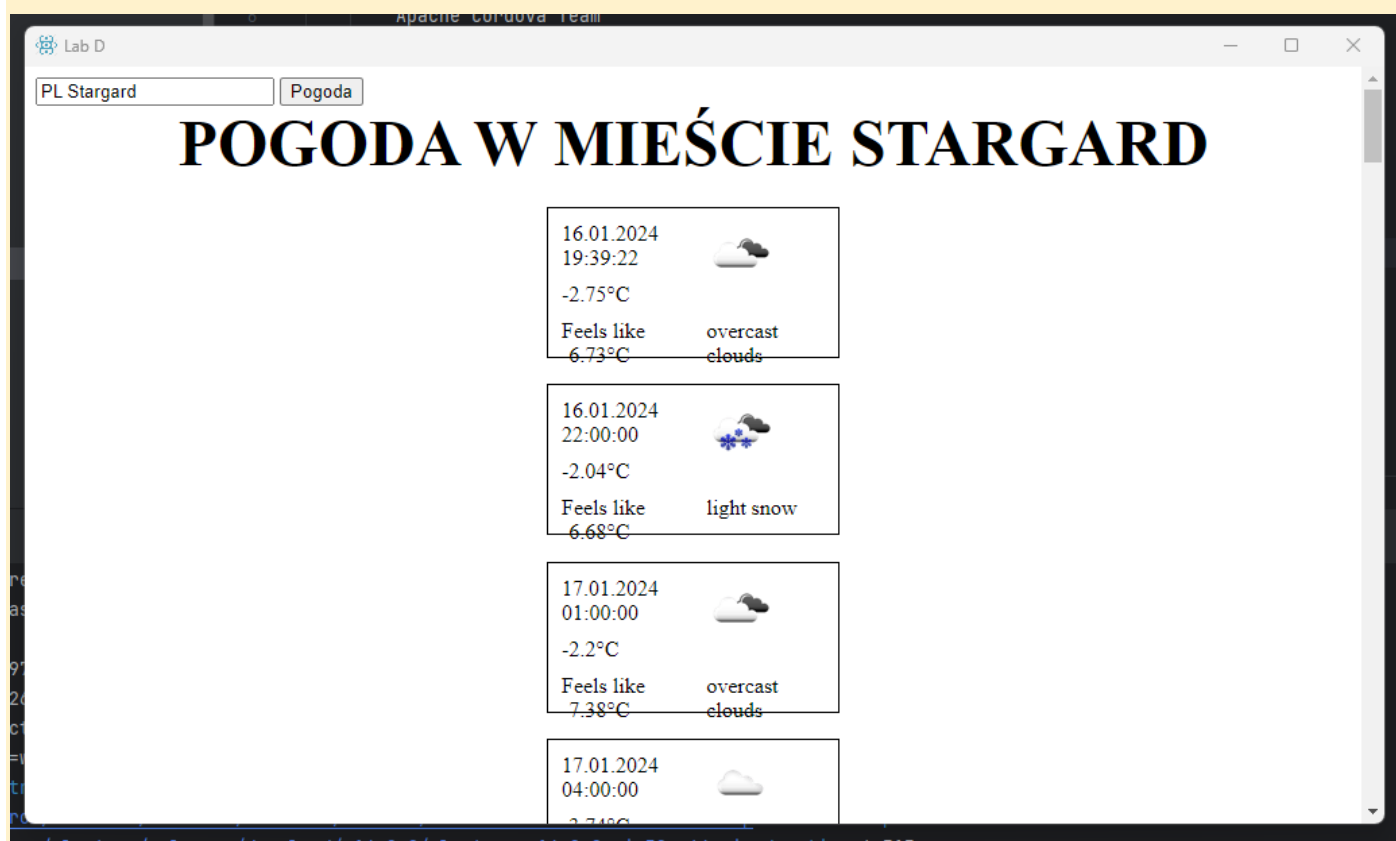 Apache Cordova Team
Lab D
PL Stargard Pogoda
POGODA W MIEŚCIE STARGARD
16.01.2024
19:39:22
-2.75°C
Feels like
-6.73°C
overcast
clouds
16.01.2024
22:00:00
-2.04°C
Feels like
-6.68°C
light snow
17.01.2024
01:00:00
-2.2°C
Feels like
-7.38°C
overcast
clouds
17.01.2024
04:00:00